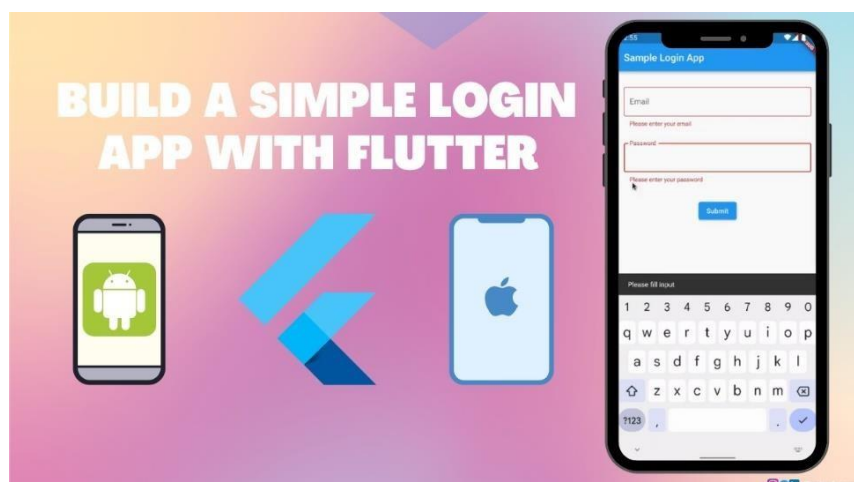 BUILD A SIMPLE LOGIN
APP WITH FLUTTER
Sample Login App
Email
Please enter your email
Password
Please enter your password
Submit
Please fill input
1 2 3 4 5 6 7 8 9 0
q w e r t y u i o p
a s d f g h j k l
z x c v b n m
?123 , .